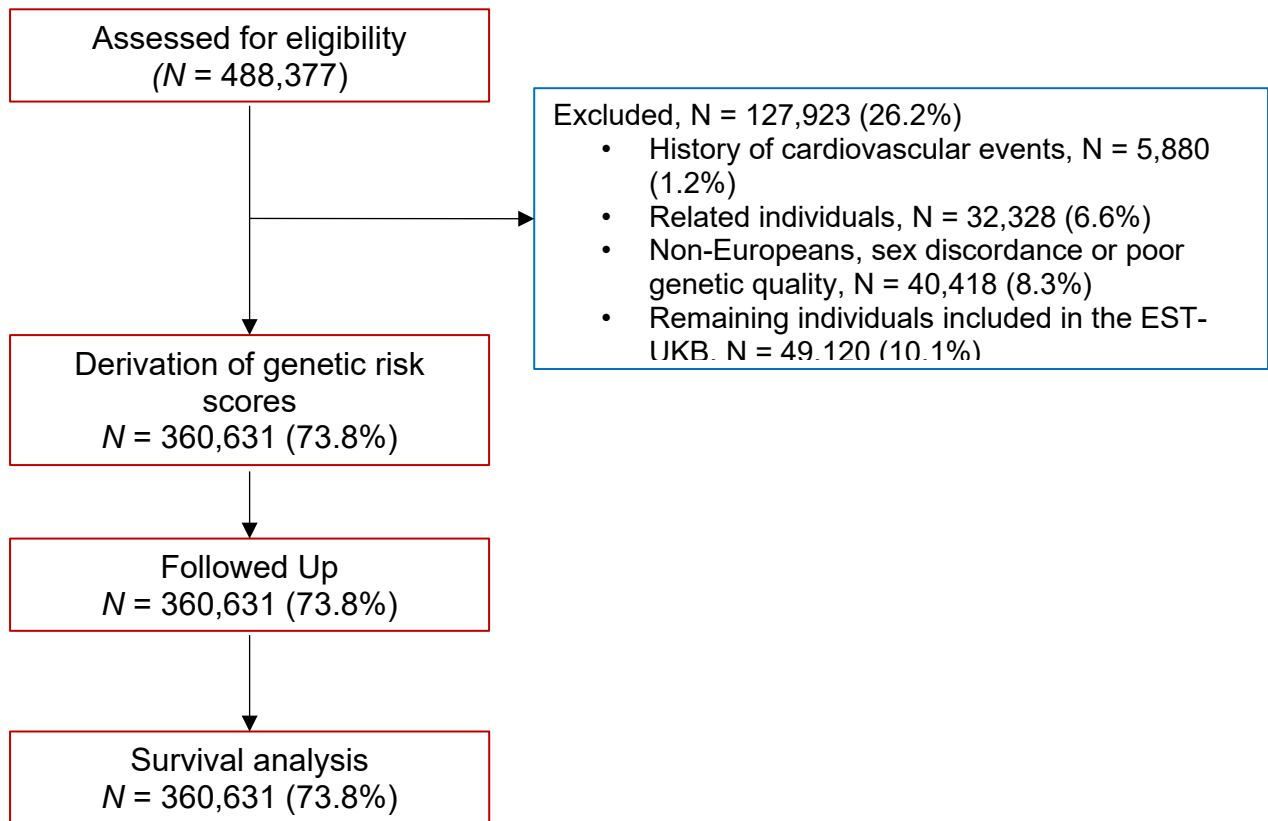 Assessed for eligibility
(N = 488,377)
Excluded, N = 127,923 (26.2%)
• History of cardiovascular events, N = 5,880
(1.2%)
• Related individuals, N = 32,328 (6.6%)
• Non-Europeans, sex discordance or poor
genetic quality, N = 40,418 (8.3%)
• Remaining individuals included in the EST-
UKB, N = 49,120 (10.1%)
Derivation of genetic risk
scores
N = 360,631 (73.8%)
Followed Up
N = 360,631 (73.8%)
Survival analysis
N = 360,631 (73.8%)